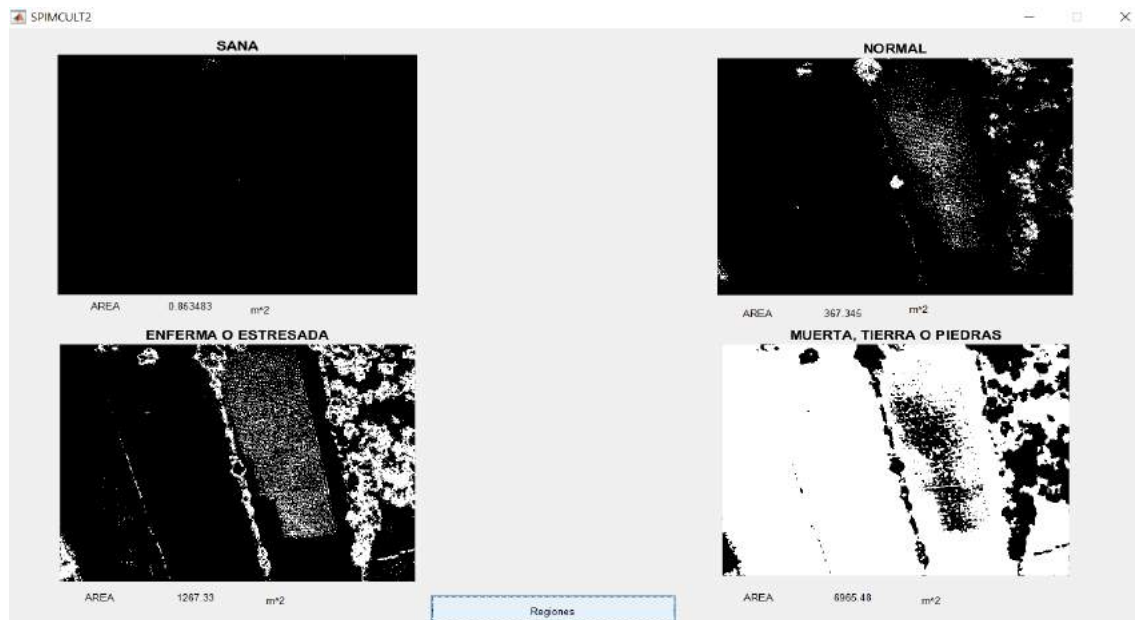 SPIMCULT2
SANA
NORMAL
AREA 0.863483 m^2
AREA 367.345 m^2
ENFERMA O ESTRESADA
MUERTA, TIERRA O PIEDRAS
AREA 1267.33 m^2
AREA 6965.48 m^2
Regiones